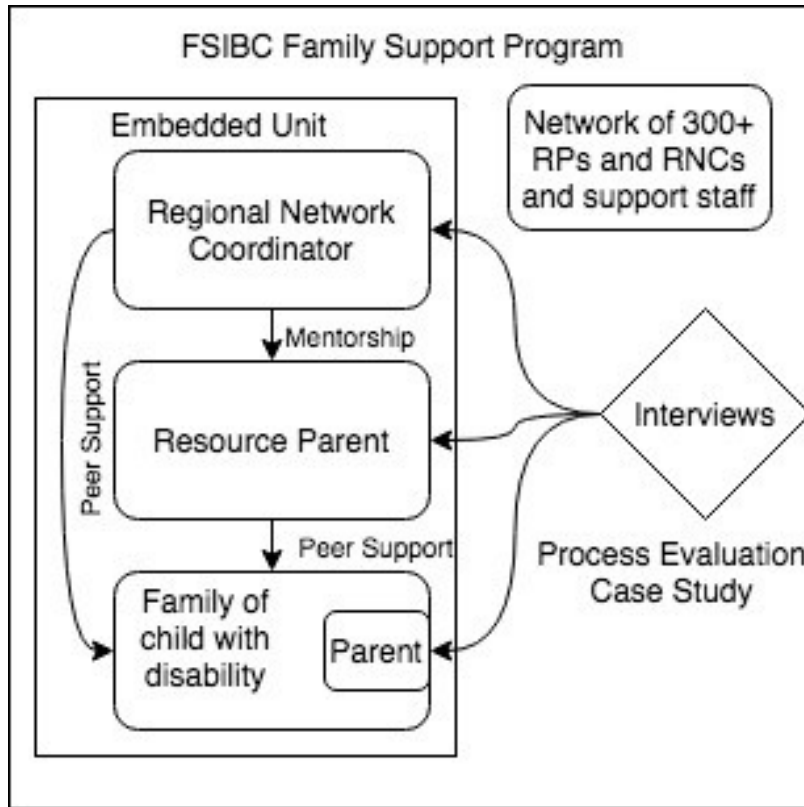 FSIBC Family Support Program
Embedded Unit
Network of 300+
RPs and RNCs
and support staff
Regional Network
Coordinator
Mentorship
Peer Support
Resource Parent
Interviews
Peer Support
Process Evaluation
Case Study
Family of
child with
disability
Parent